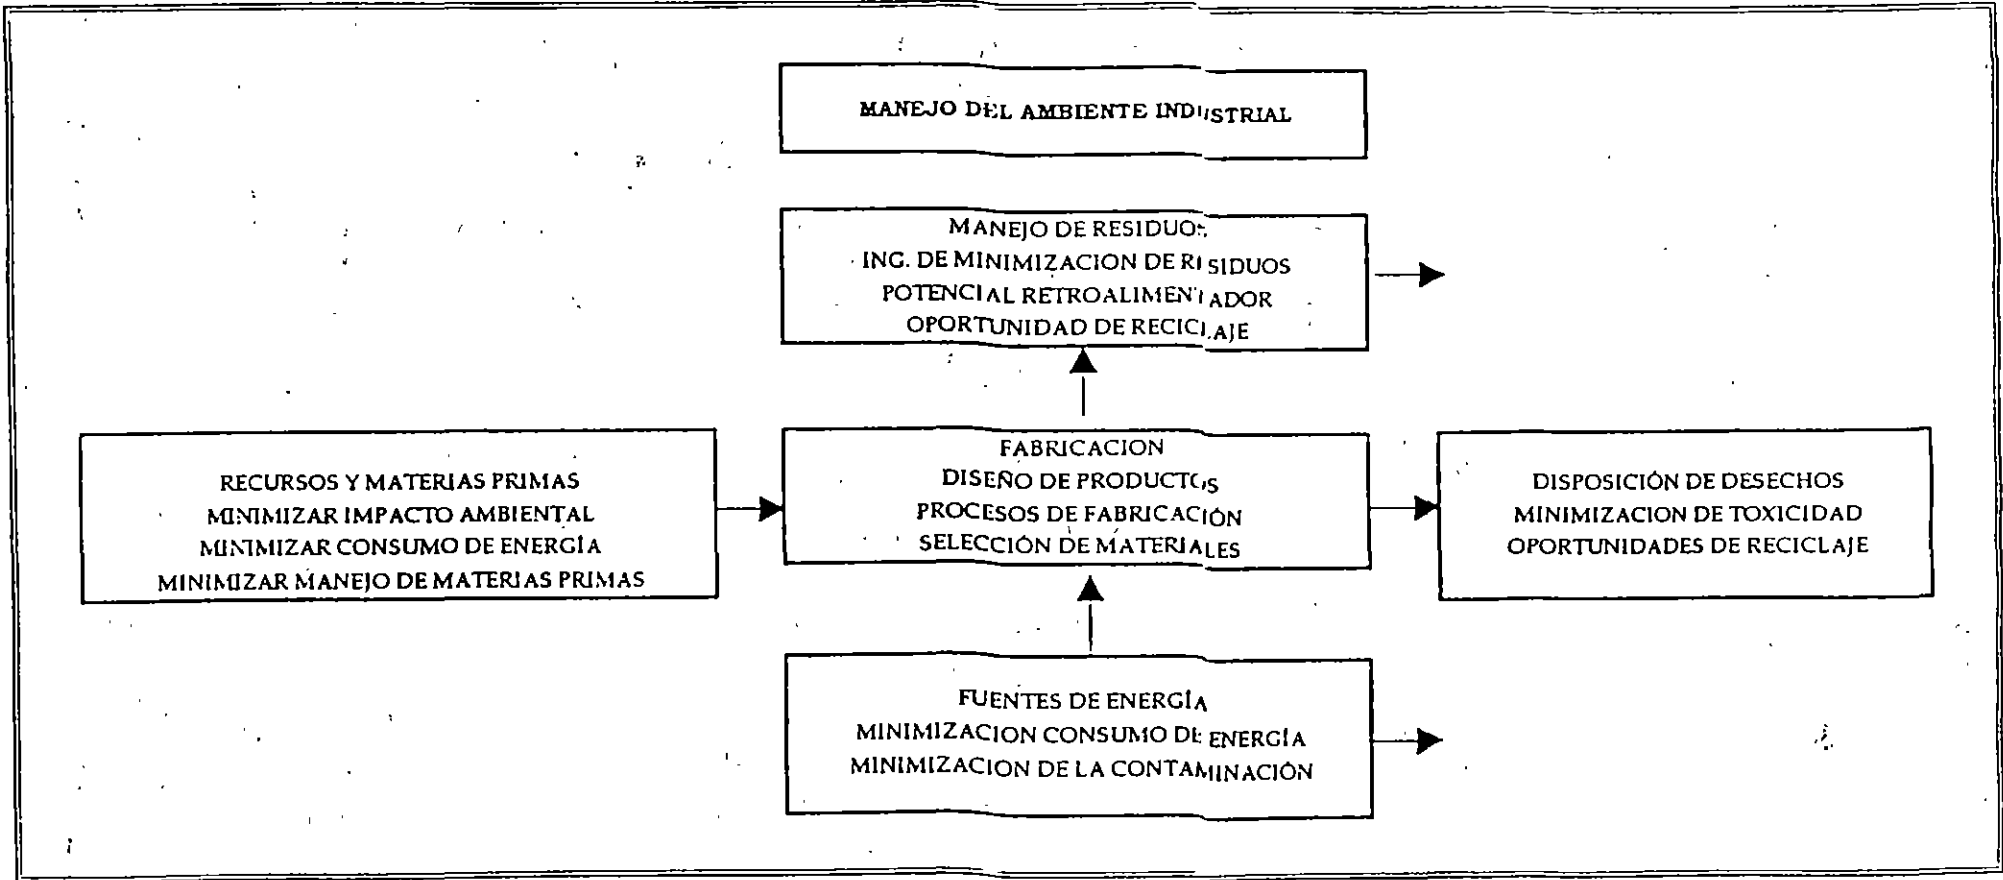 MANEJO DEL AMBIENTE INDUSTRIAL
MANEJO DE RESIDUOS
ING. DE MINIMIZACION DE RESIDUOS
POTENCIAL RETROALIMENTADOR
OPORTUNIDAD DE RECICLAJE
RECURSOS Y MATERIAS PRIMAS
MINIMIZAR IMPACTO AMBIENTAL
MINIMIZAR CONSUMO DE ENERGÍA
MINIMIZAR MANEJO DE MATERIAS PRIMAS
FABRICACION
DISEÑO DE PRODUCTOS
PROCESOS DE FABRICACIÓN
SELECCIÓN DE MATERIALES
DISPOSICIÓN DE DESECHOS
MINIMIZACION DE TOXICIDAD
OPORTUNIDADES DE RECICLAJE
FUENTES DE ENERGÍA
MINIMIZACION CONSUMO DE ENERGÍA
MINIMIZACION DE LA CONTAMINACIÓN